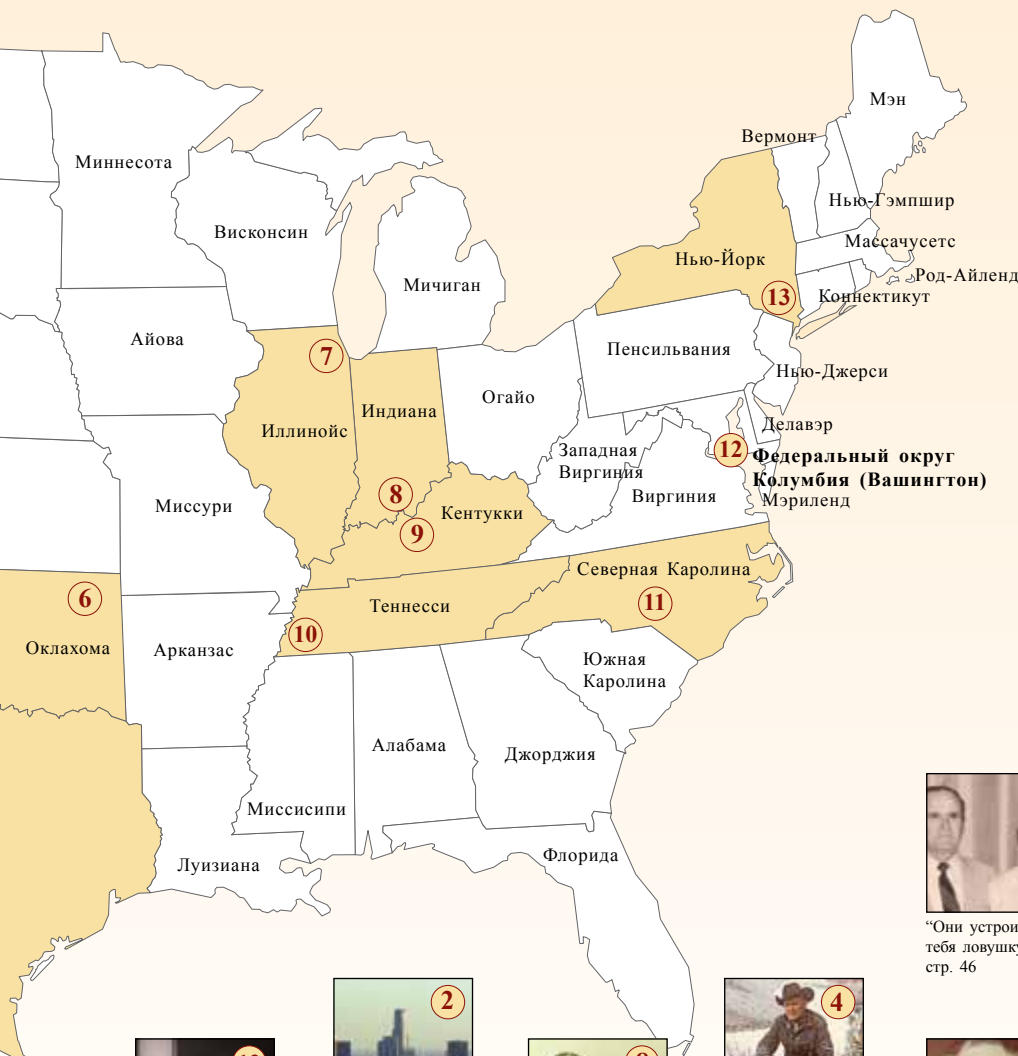 Мэн
Вермонт
Миннесота
Нью-Гэмпшир
Висконсин
Массачусетс
Нью-Йорк
Род-Айленд
Мичиган
13
Коннектикут
Айова
7
Пенсильвания
Нью-Джерси
Огайо
Индиана
Иллинойс
Делавэр
Западная
Виргиния
12
Федеральный округ
Колумбия (Вашингтон)
Виргиния
Мэриленд
8
Миссури
Кентукки
9
Северная Каролина
6
Теннесси
11
10
Оклахома
Арканзас
Южная
Каролина
Алабама
Джорджия
Миссисипи
Флорида
Луизиана
“Они устрои
тебя ловушку
стр. 46
2
4